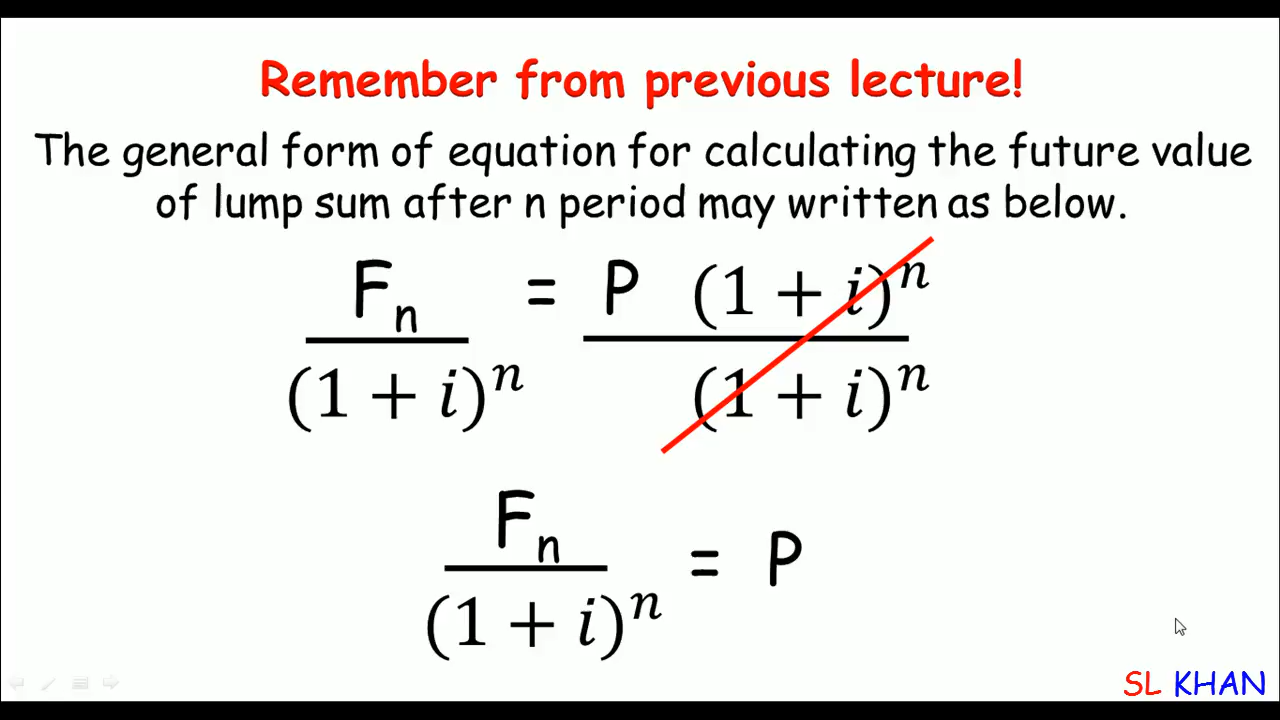 Remember from previous lecture!
The general form of equation for calculating the future value
of lump sum after n period may written as below.
Fₙ = P (1 + i)ⁿ
(1 + i)ⁿ (1 + i)ⁿ
Fₙ = P
(1 + i)ⁿ
SL KHAN